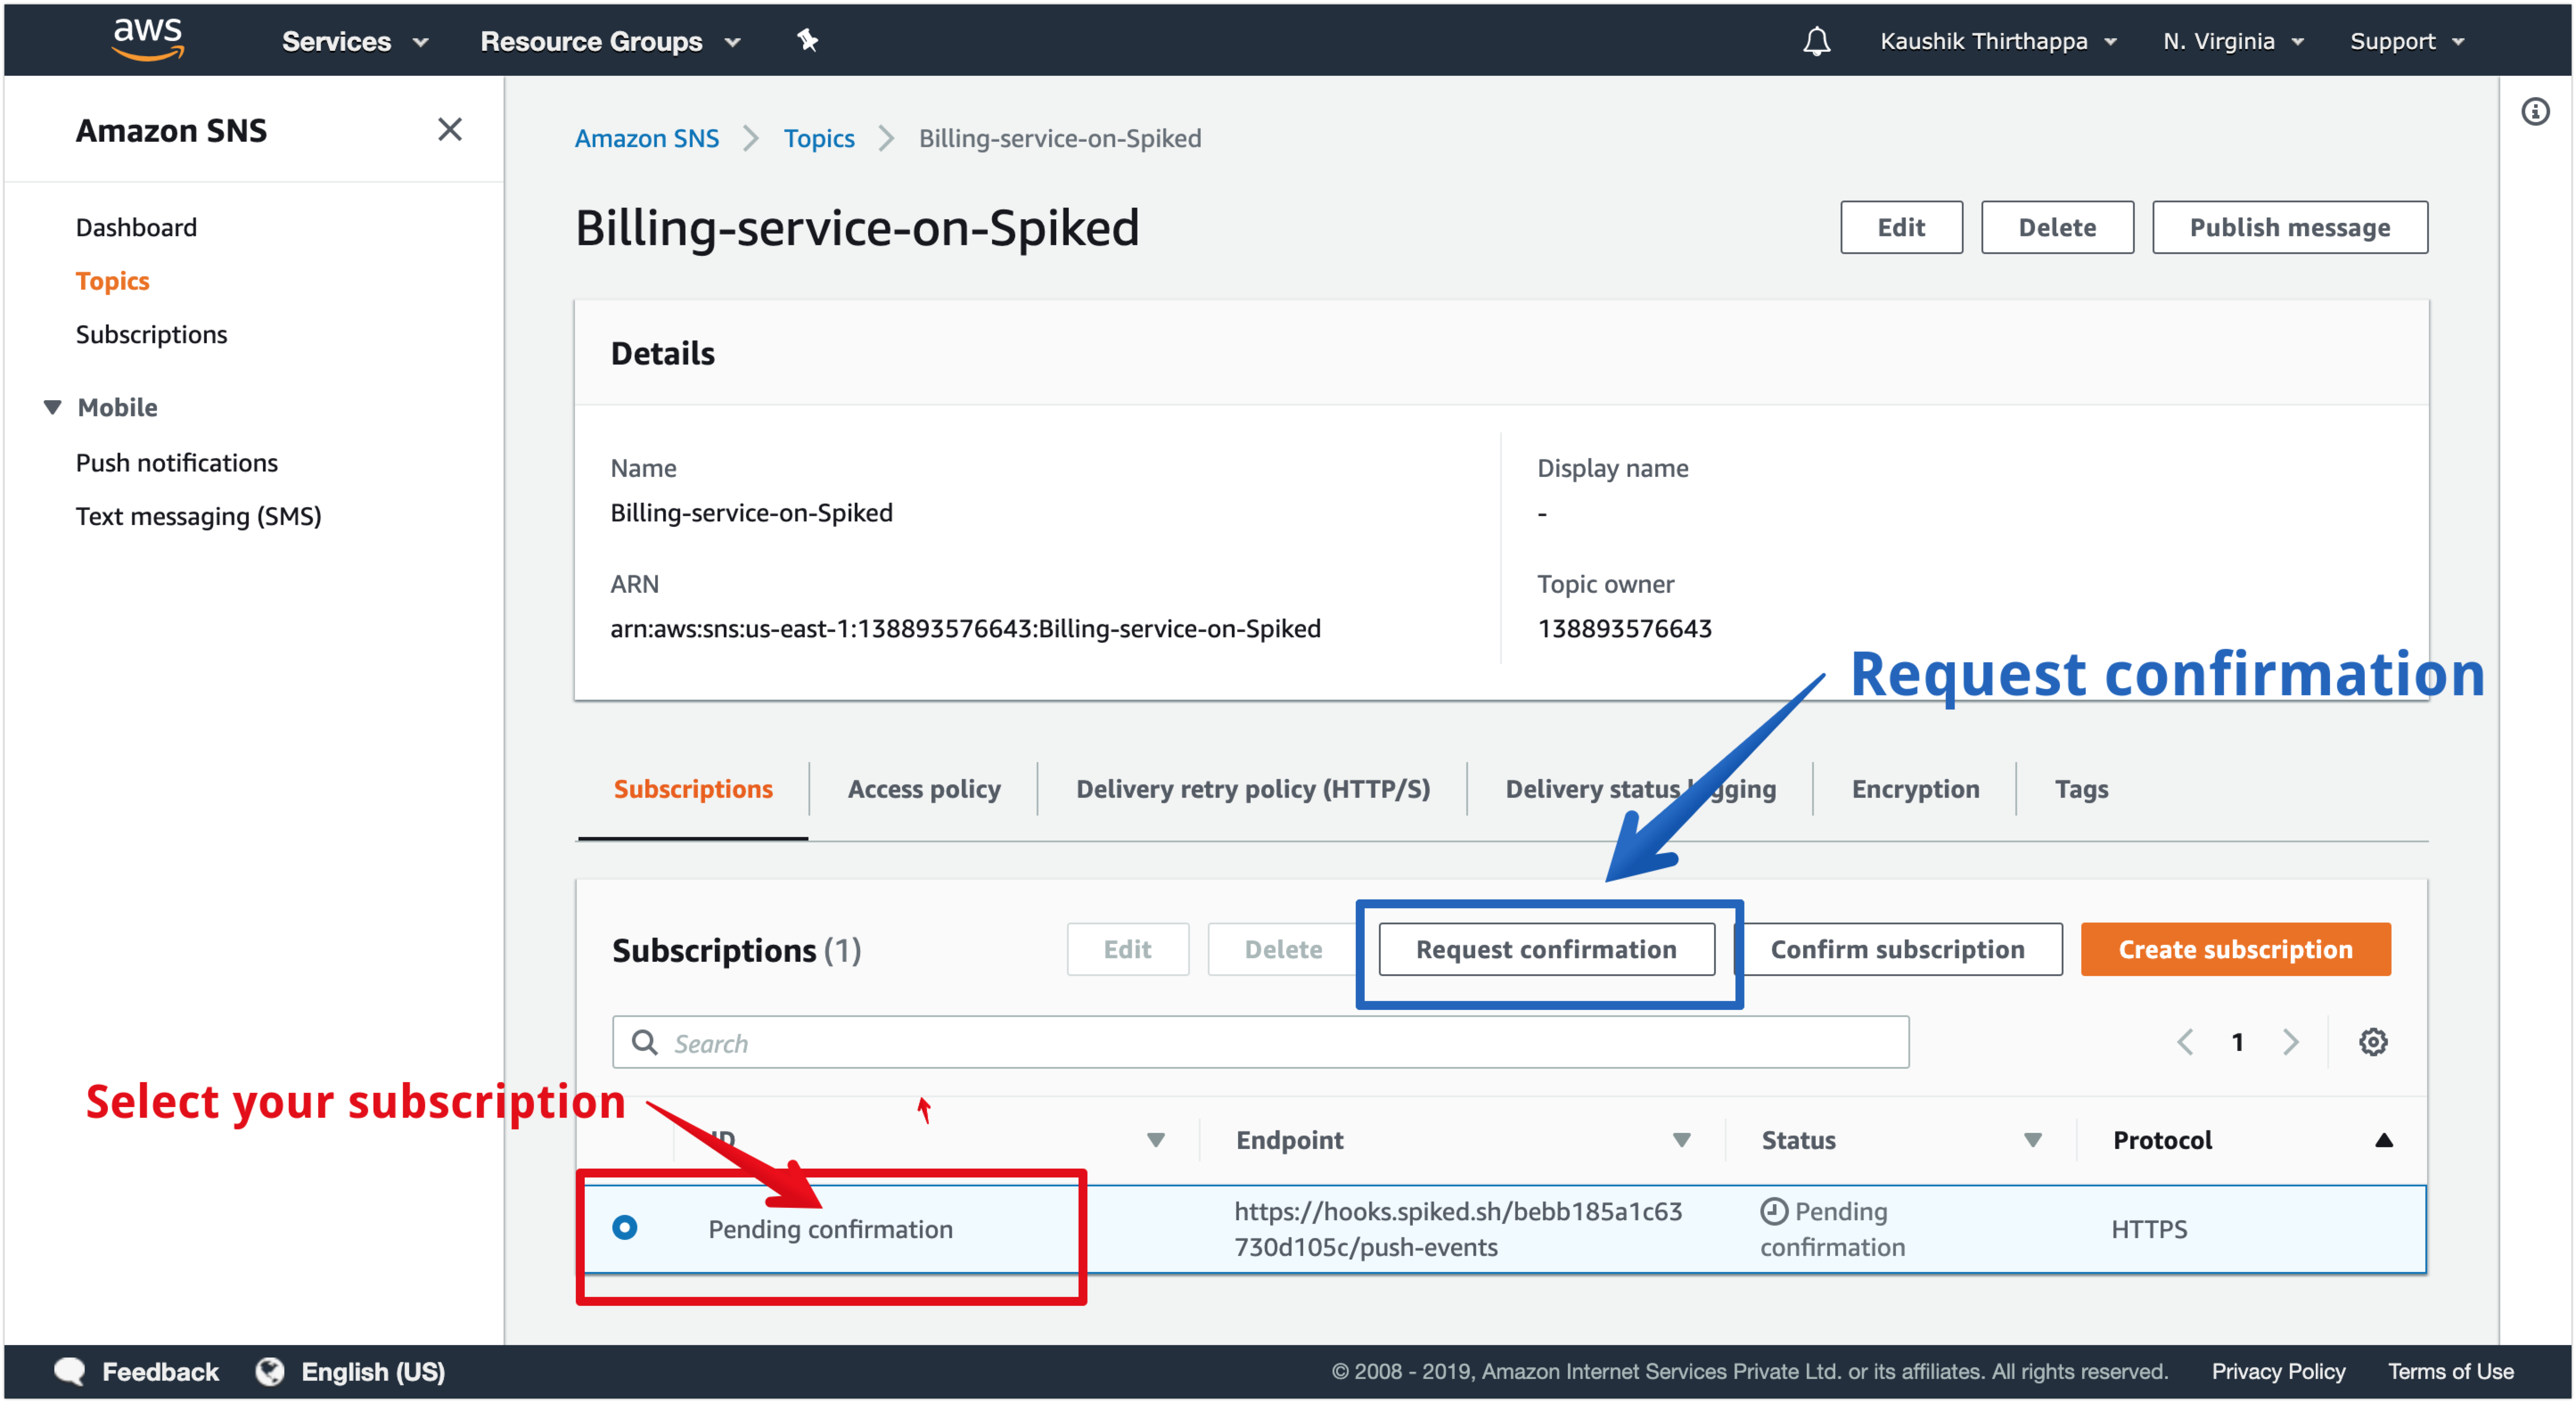 aws Services Resource Groups Kaushik Thirthappa N. Virginia Support
Amazon SNS
Dashboard
Topics
Subscriptions
Mobile
Push notifications
Text messaging (SMS)
Amazon SNS Topics Billing-service-on-Spiked
Billing-service-on-Spiked Edit Delete Publish message
Details
Name Display name
Billing-service-on-Spiked -
ARN Topic owner
arn:aws:sns:us-east-1:138893576643:Billing-service-on-Spiked 138893576643
Request confirmation
Subscriptions Access policy Delivery retry policy (HTTP/S) Delivery status logging Encryption Tags
Subscriptions (1) Edit Delete Request confirmation Confirm subscription Create subscription
Search 1
Select your subscription
ID Endpoint Status Protocol
Pending confirmation https://hooks.spiked.sh/bebb185a1c63 Pending HTTPS
730d105c/push-events confirmation
Feedback English (US) © 2008 - 2019, Amazon Internet Services Private Ltd. or its affiliates. All rights reserved. Privacy Policy Terms of Use